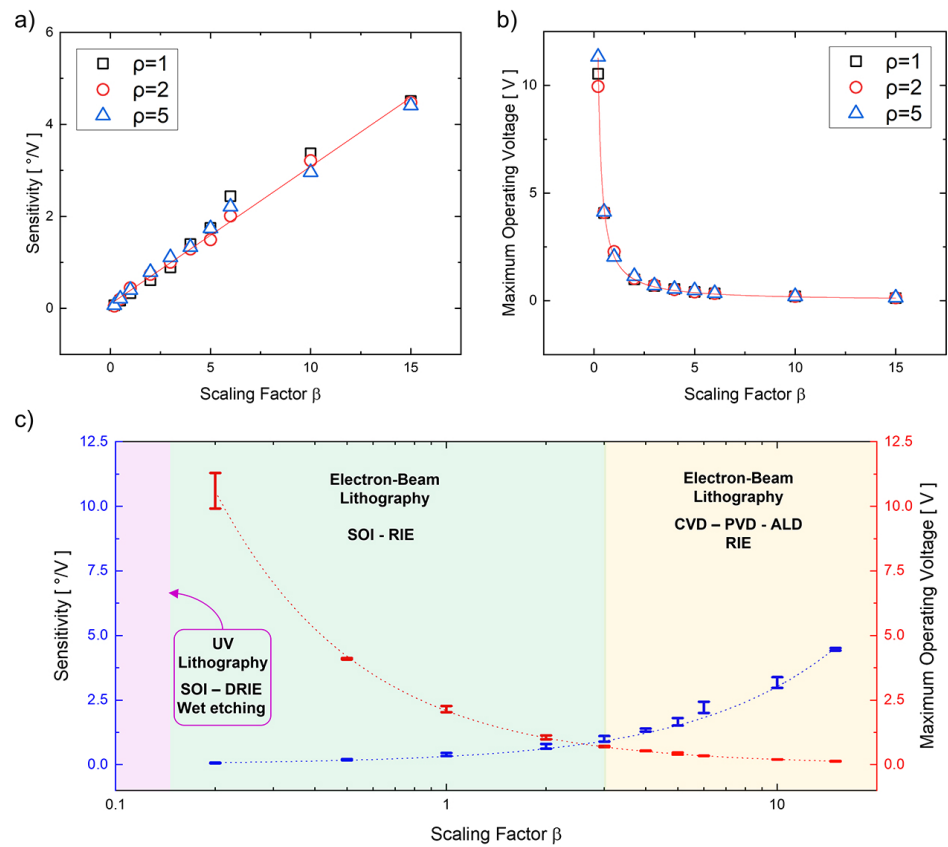 a)
6
4
2
0
Sensitivity [ °/V ]
ρ=1
ρ=2
ρ=5
0 5 10 15
Scaling Factor β
b)
10
5
0
Maximum Operating Voltage [ V ]
ρ=1
ρ=2
ρ=5
0 5 10 15
Scaling Factor β
c)
12.5
10.0
7.5
5.0
2.5
0.0
Sensitivity [ °/V ]
Electron-Beam
Lithography
SOI - RIE
Electron-Beam
Lithography
CVD – PVD - ALD
RIE
UV
Lithography
SOI – DRIE
Wet etching
12.5
10.0
7.5
5.0
2.5
0.0
Maximum Operating Voltage [ V ]
0.1 1 10
Scaling Factor β